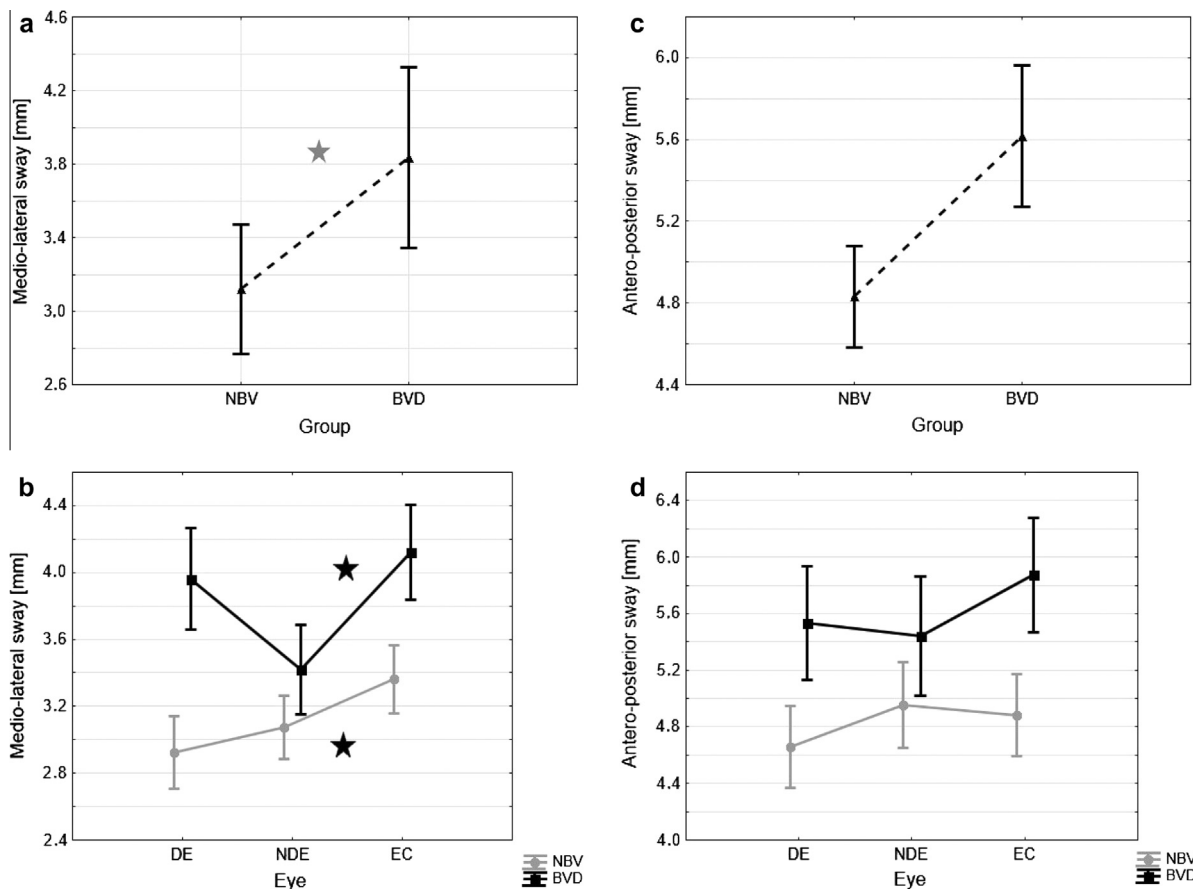 a
4.6
4.2
3.8
3.4
3.0
2.6
Medio-lateral sway [mm]
NBV BVD
Group
c
6.0
5.6
5.2
4.8
4.4
Antero-posterior sway [mm]
NBV BVD
Group
b
4.4
4.0
3.6
3.2
2.8
2.4
Medio-lateral sway [mm]
DE NDE EC
Eye
NBV
BVD
d
6.4
6.0
5.6
5.2
4.8
4.4
4.0
Antero-posterior sway [mm]
DE NDE EC
Eye
NBV
BVD